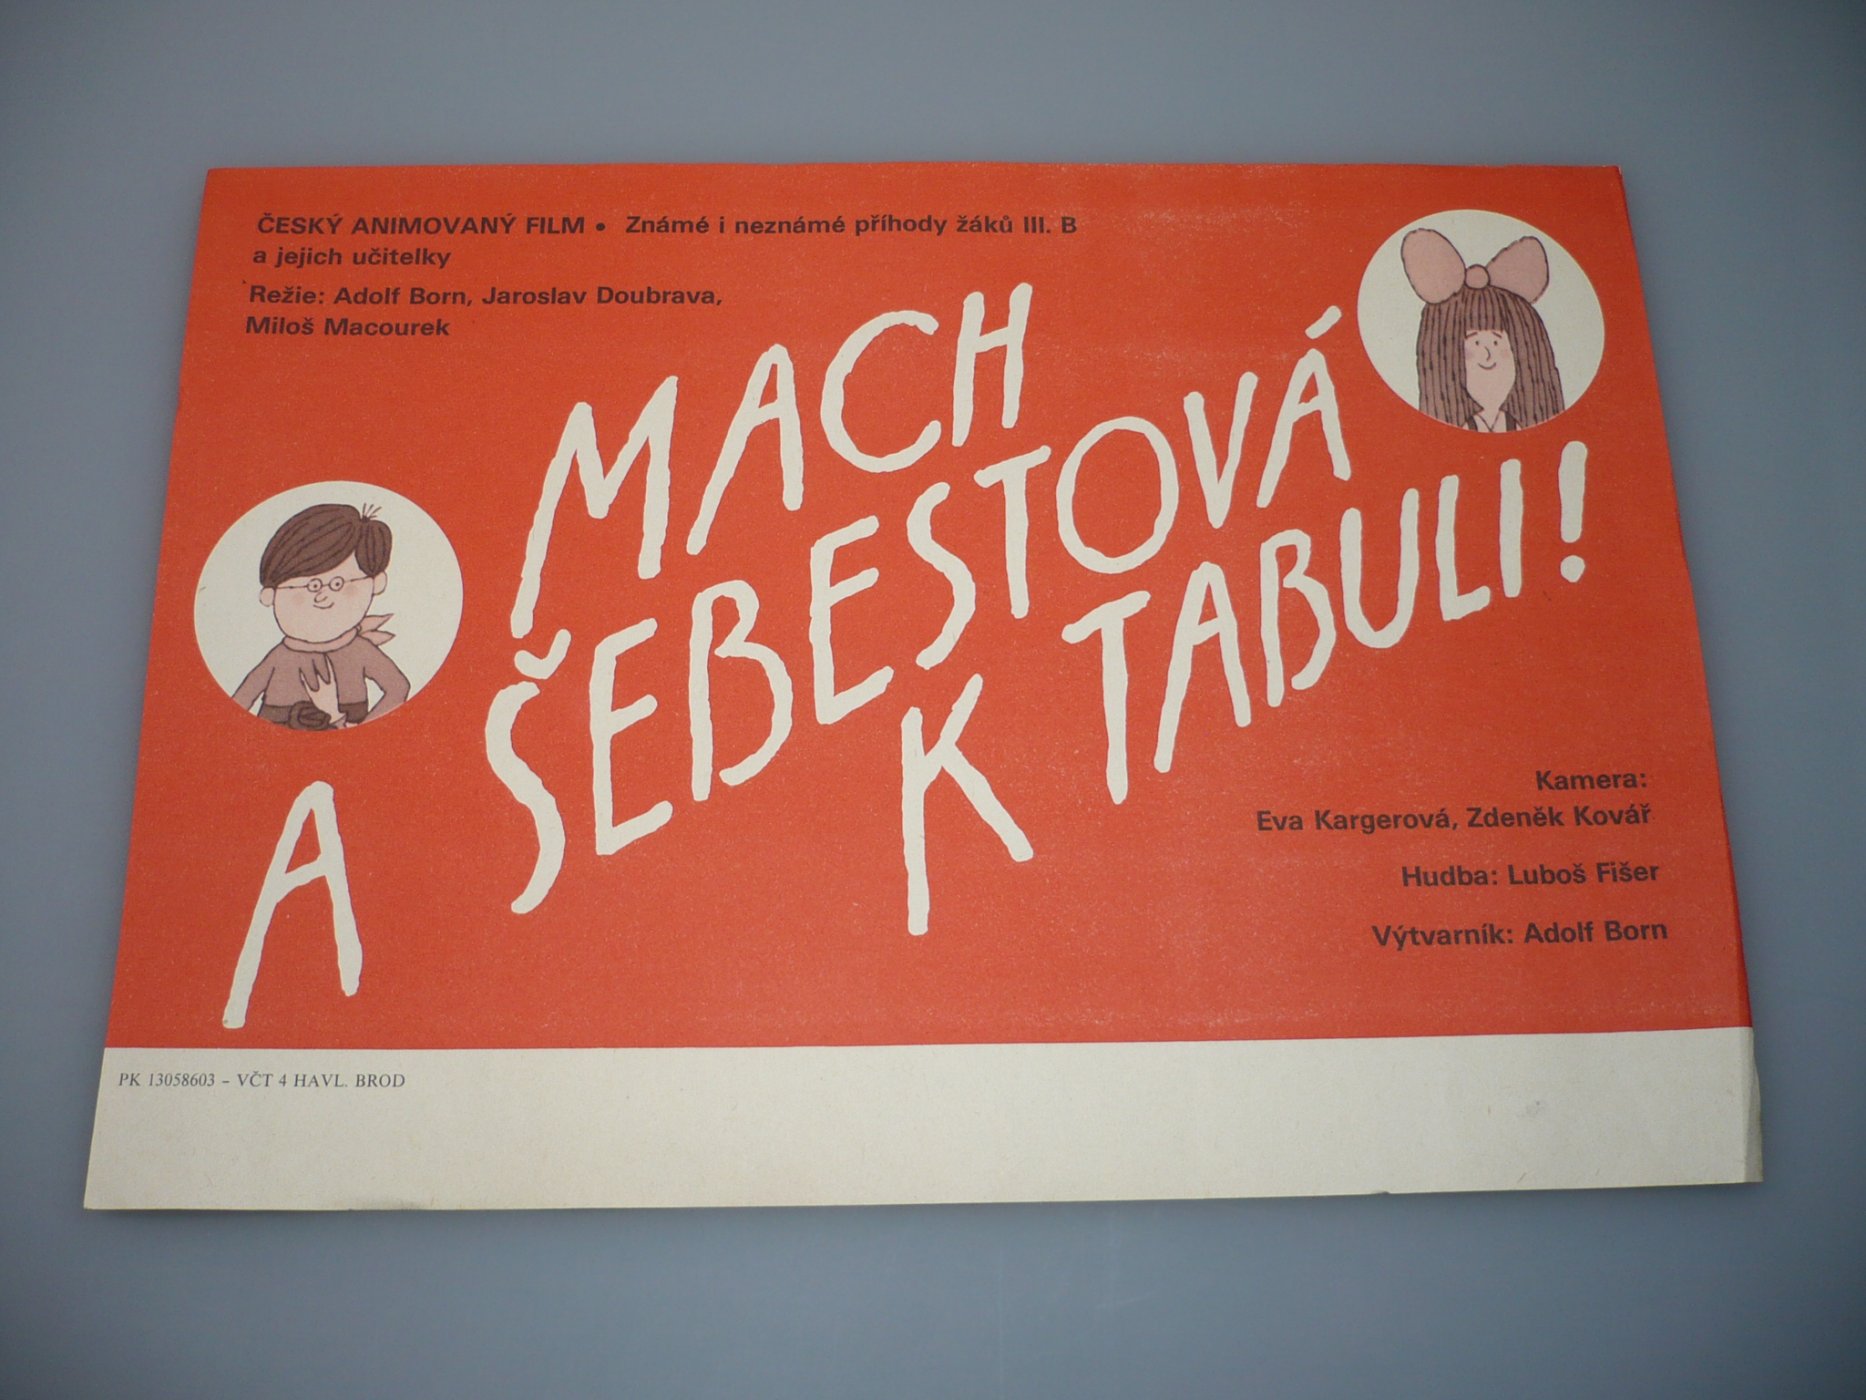 ČESKÝ ANIMOVANÝ FILM • Známé i neznámé příhody žáků III. B
a jejich učitelky
Režie: Adolf Born, Jaroslav Doubrava,
Miloš Macourek
MACH
A ŠEBESTOVÁ
K TABULI!
Kamera:
Eva Kargerová, Zdeněk Kovář
Hudba: Luboš Fišer
Výtvarník: Adolf Born
PK 13058603 – VČT 4 HAVL. BROD